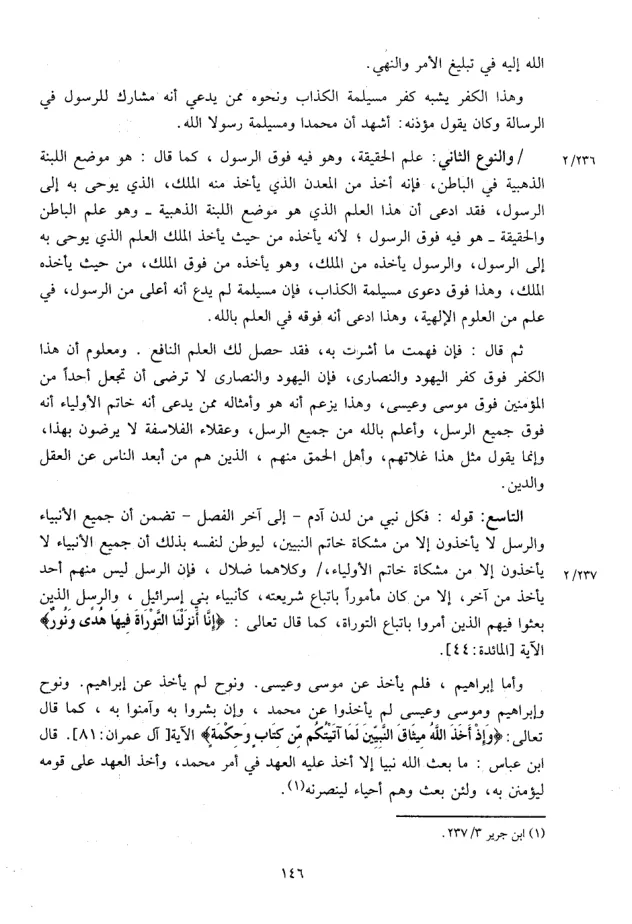 الله إليه في تبليغ الأمر والنهي.
وهذا الكفر يشبه كفر مسيلمة الكذاب ونحوه ممن يدعي أنه مشارك للرسول في
الرسالة وكان يقول مؤذنه: أشهد أن محمدا ومسيلمة رسولا الله.
٢/٢٣٦ / والنوع الثاني: علم الحقيقة، وهو فيه فوق الرسول ، كما قال : هو موضع اللبنة
الذهبية في الباطن، فإنه أخذ من المعدن الذي يأخذ منه الملك، الذي يوحى به إلى
الرسول، فقد ادعى أن هذا العلم الذي هو موضع اللبنة الذهبية ـ وهو علم الباطن
والحقيقة ـ هو فيه فوق الرسول ؛ لأنه يأخذه من حيث يأخذ الملك العلم الذي يوحى به
إلى الرسول، والرسول يأخذه من الملك، وهو يأخذه من فوق الملك، من حيث يأخذه
الملك، وهذا فوق دعوى مسيلمة الكذاب، فإن مسيلمة لم يدع أنه أعلى من الرسول، في
علم من العلوم الإلهية، وهذا ادعى أنه فوقه في العلم بالله.
ثم قال : فإن فهمت ما أشرت به، فقد حصل لك العلم النافع . ومعلوم أن هذا
الكفر فوق كفر اليهود والنصارى، فإن اليهود والنصارى لا ترضى أن تجعل أحداً من
المؤمنين فوق موسى وعيسى، وهذا يزعم أنه هو وأمثاله ممن يدعى أنه خاتم الأولياء أنه
فوق جميع الرسل، وأعلم بالله من جميع الرسل، وعقلاء الفلاسفة لا يرضون بهذا،
وإنما يقول مثل هذا غلاتهم، وأهل الحمق منهم ، الذين هم من أبعد الناس عن العقل
والدين.
التاسع: قوله : فكل نبي من لدن آدم – إلى آخر الفصل – تضمن أن جميع الأنبياء
والرسل لا يأخذون إلا من مشكاة خاتم النبيين، ليوطن لنفسه بذلك أن جميع الأنبياء لا
٢/٢٣٧ يأخذون إلا من مشكاة خاتم الأولياء،/ وكلاهما ضلال ، فإن الرسل ليس منهم أحد
يأخذ من آخر، إلا من كان مأموراً باتباع شريعته، كأنبياء بني إسرائيل ، والرسل الذين
بعثوا فيهم الذين أمروا باتباع التوراة، كما قال تعالى : ﴿إِنَّا أَنزَلْنَا التَّوْرَاةَ فِيهَا هُدًى وَنُورٌ﴾
الآية [المائدة:٤٤].
وأما إبراهيم ، فلم يأخذ عن موسى وعيسى. ونوح لم يأخذ عن إبراهيم. ونوح
وإبراهيم وموسى وعيسى لم يأخذوا عن محمد ، وإن بشروا به وآمنوا به ، كما قال
تعالى:﴿وَإِذْ أَخَذَ اللَّهُ مِيثَاقَ النَّبِيِّينَ لَمَا آتَيْتُكُم مِّن كِتَابٍ وَحِكْمَةٍ﴾ الآية[ آل عمران:٨١]. قال
ابن عباس : ما بعث الله نبيا إلا أخذ عليه العهد في أمر محمد، وأخذ العهد على قومه
ليؤمنن به، ولئن بعث وهم أحياء لينصرنه(١).
(١) ابن جرير ٣/ ٢٣٧ .
١٤٦